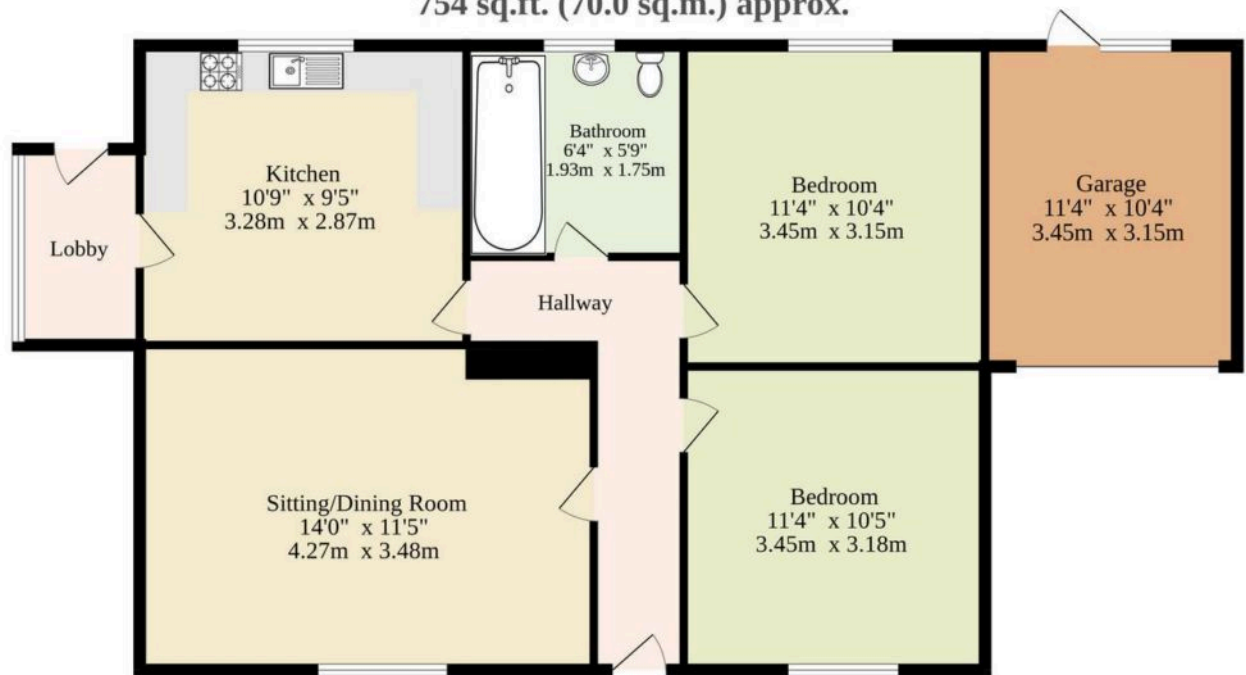 754 sq.ft. (70.0 sq.m.) approx.
Kitchen
10'9" x 9'5"
3.28m x 2.87m
Lobby
Bathroom
6'4" x 5'9"
1.93m x 1.75m
Bedroom
11'4" x 10'4"
3.45m x 3.15m
Garage
11'4" x 10'4"
3.45m x 3.15m
Hallway
Sitting/Dining Room
14'0" x 11'5"
4.27m x 3.48m
Bedroom
11'4" x 10'5"
3.45m x 3.18m